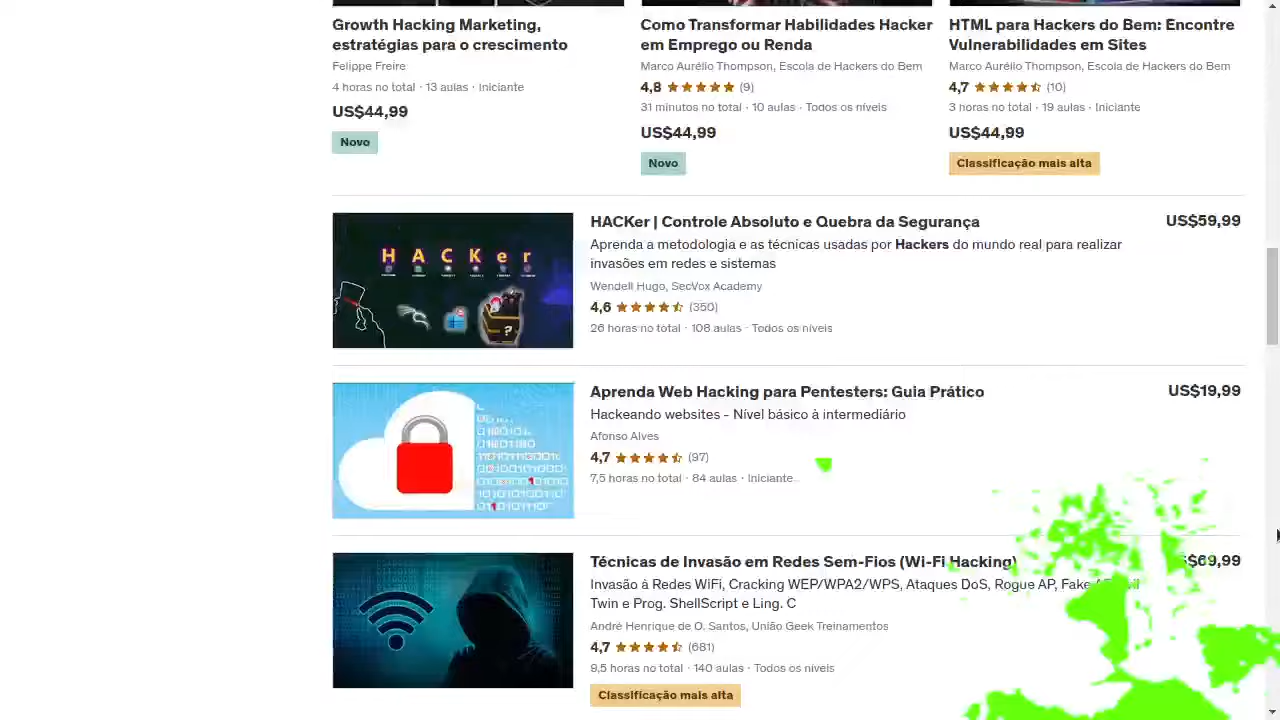 Growth Hacking Marketing,
estratégias para o crescimento
Felippe Freire
4 horas no total · 13 aulas · Iniciante
US$44,99
Novo
Como Transformar Habilidades Hacker
em Emprego ou Renda
Marco Aurélio Thompson, Escola de Hackers do Bem
4,8 (9)
31 minutos no total · 10 aulas · Todos os níveis
US$44,99
Novo
HTML para Hackers do Bem: Encontre
Vulnerabilidades em Sites
Marco Aurélio Thompson, Escola de Hackers do Bem
4,7 (10)
3 horas no total · 19 aulas · Iniciante
US$44,99
Classificação mais alta
HACKer
HACKer | Controle Absoluto e Quebra da Segurança
US$59,99
Aprenda a metodologia e as técnicas usadas por Hackers do mundo real para realizar
invasões em redes e sistemas
Wendell Hugo, SecVox Academy
4,6 (350)
26 horas no total · 108 aulas · Todos os níveis
Aprenda Web Hacking para Pentesters: Guia Prático
US$19,99
Hackeando websites - Nível básico à intermediário
Afonso Alves
4,7 (97)
7,5 horas no total · 84 aulas · Iniciante
Técnicas de Invasão em Redes Sem-Fios (Wi-Fi Hacking)
Invasão à Redes WiFi, Cracking WEP/WPA2/WPS, Ataques DoS, Rogue AP, Fake
Twin e Prog. ShellScript e Ling. C
André Henrique de O. Santos, União Geek Treinamentos
4,7 (681)
9,5 horas no total · 140 aulas · Todos os níveis
Classificação mais alta